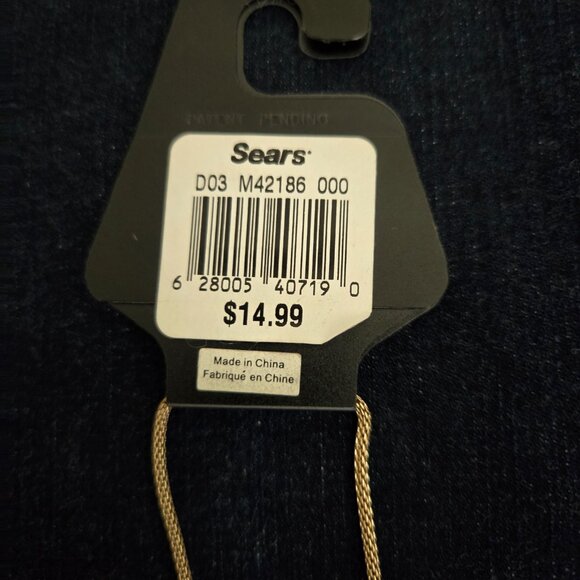 PATENT PENDING
Sears
D03 M42186 000
6 28005 40719 0
$14.99
Made in China
Fabriqué en Chine